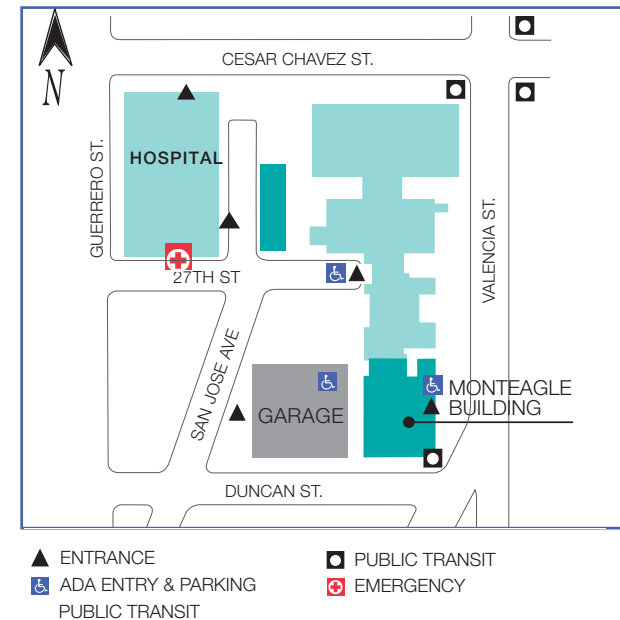 CESAR CHAVEZ ST.
N
GUERRERO ST.
HOSPITAL
27TH ST
VALENCIA ST.
SAN JOSE AVE
GARAGE
MONTEAGLE
BUILDING
DUNCAN ST.
ENTRANCE
ADA ENTRY & PARKING
PUBLIC TRANSIT
PUBLIC TRANSIT
EMERGENCY